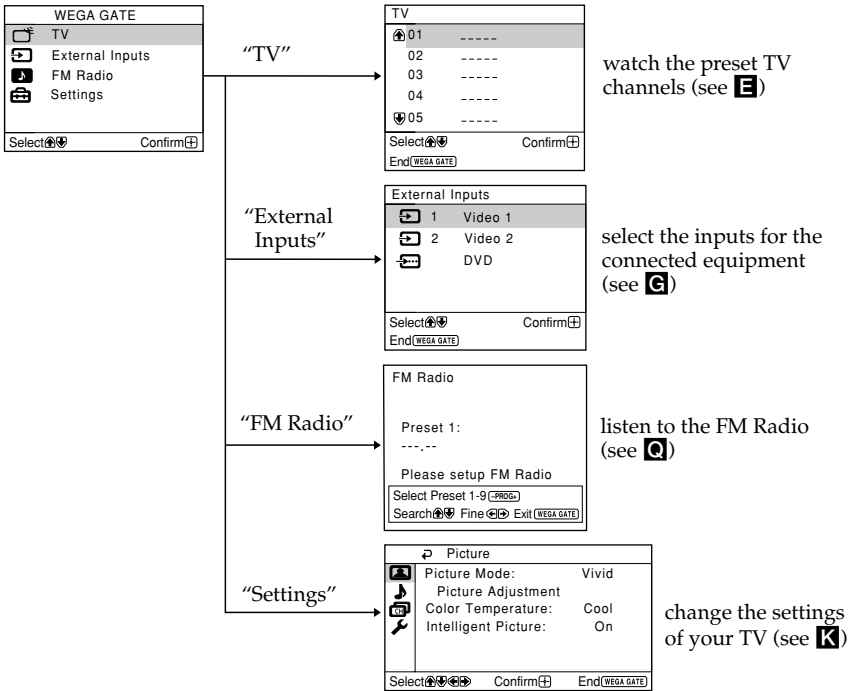 WEGA GATE
TV
External Inputs
FM Radio
Settings
Select Confirm
“TV”
TV
01 -----
02 -----
03 -----
04 -----
05 -----
Select Confirm
End WEGA GATE
watch the preset TV
channels (see E)
“External
Inputs”
External Inputs
1 Video 1
2 Video 2
DVD
Select Confirm
End WEGA GATE
select the inputs for the
connected equipment
(see G)
“FM Radio”
FM Radio
Preset 1:
---.--
Please setup FM Radio
Select Preset 1-9 -PROG+
Search Fine Exit WEGA GATE
listen to the FM Radio
(see Q)
“Settings”
Picture
Picture Mode: Vivid
Picture Adjustment
CH Color Temperature: Cool
Intelligent Picture: On
Select Confirm End WEGA GATE
change the settings
of your TV (see K)